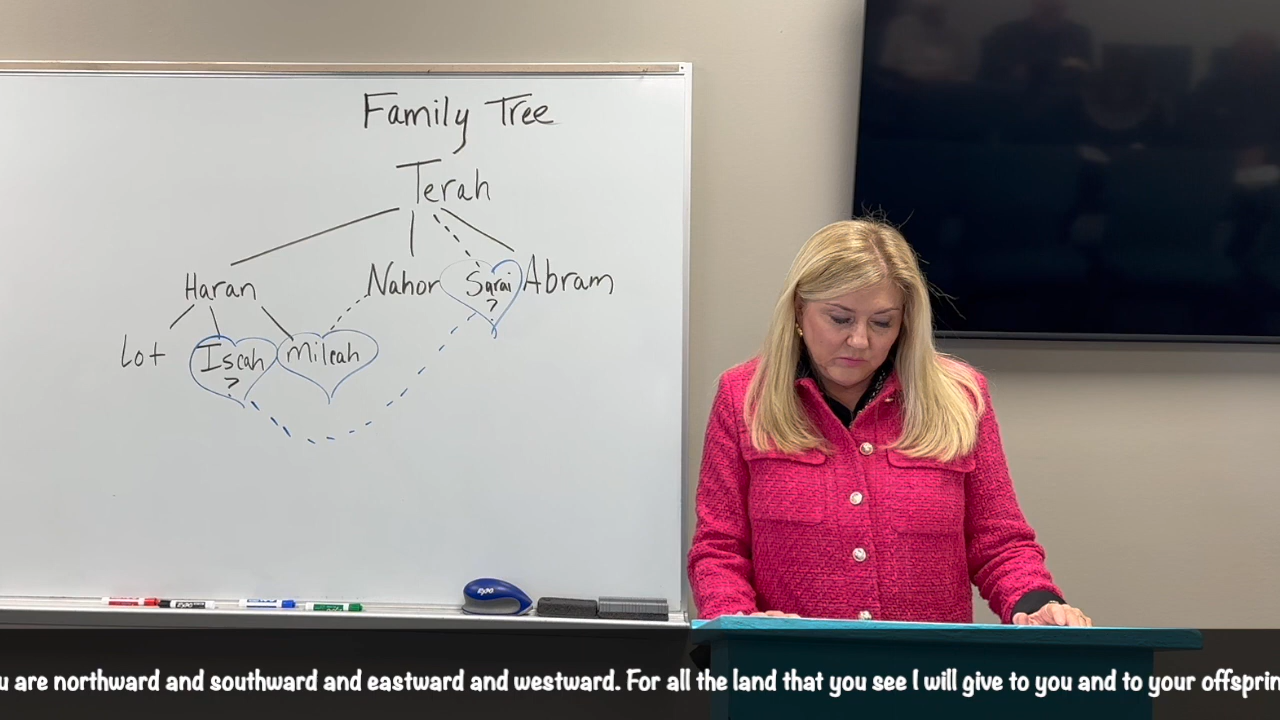 Family Tree
Terah
Haran Nahor Sarai Abram
?
Lot Iscah Milcah
?
EXPO
are northward and southward and eastward and westward. For all the land that you see I will give to you and to your